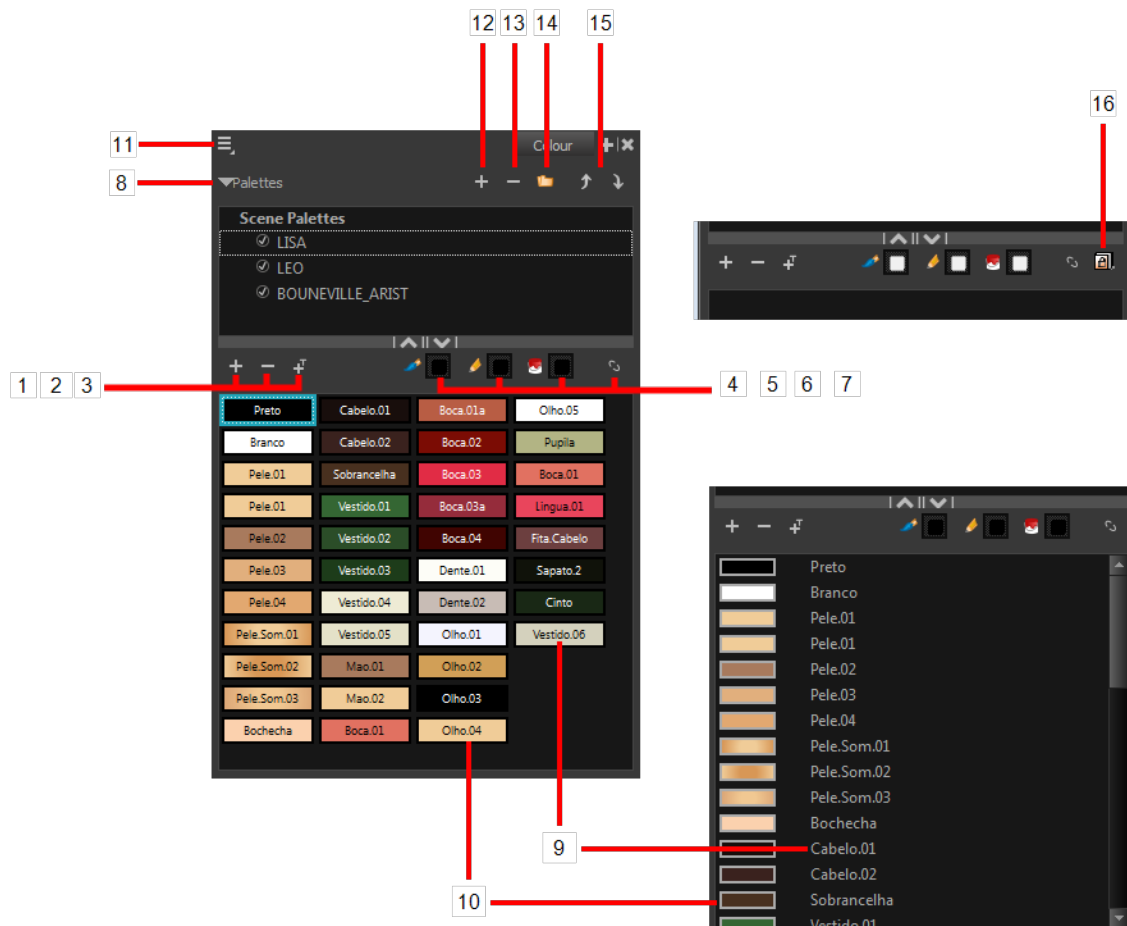 12 13 14 15
16
11 Colour
8 Palettes
Scene Palettes
LISA
LEO
BOUNEVILLE_ARIST
T
T
1 2 3
4 5 6 7
Preto Cabelo.01 Boca.01a Olho.05
Branco Cabelo.02 Boca.02 Pupila
Pele.01 Sobrancelha Boca.03 Boca.01
Pele.01 Vestido.01 Boca.03a Lingua.01
Pele.02 Vestido.02 Boca.04 Fita.Cabelo
Pele.03 Vestido.03 Dente.01 Sapato.2
Pele.04 Vestido.04 Dente.02 Cinto
Pele.Som.01 Vestido.05 Olho.01 Vestido.06
Pele.Som.02 Mao.01 Olho.02
Pele.Som.03 Mao.02 Olho.03
Bochecha Boca.01 Olho.04
9
10
T
Preto
Branco
Pele.01
Pele.01
Pele.02
Pele.03
Pele.04
Pele.Som.01
Pele.Som.02
Pele.Som.03
Bochecha
Cabelo.01
Cabelo.02
Sobrancelha
Vestido.01